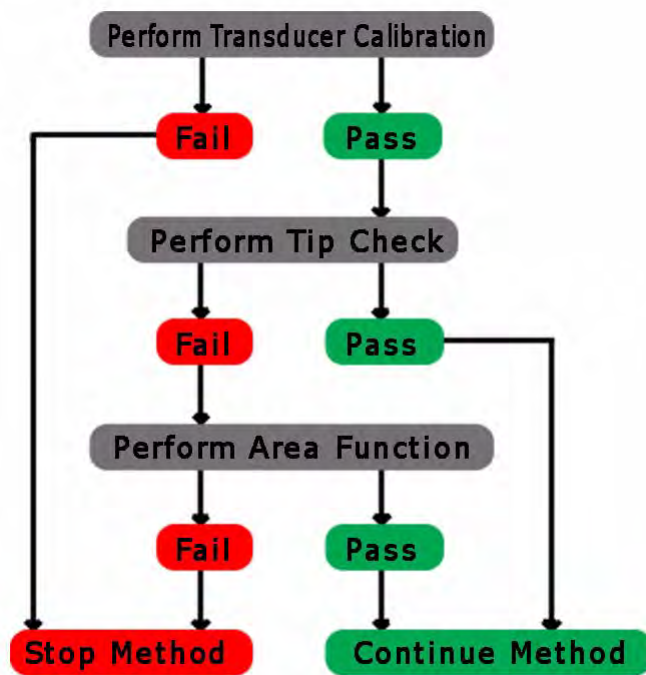 Perform Transducer Calibration
Fail
Pass
Perform Tip Check
Fail
Pass
Perform Area Function
Fail
Pass
Stop Method
Continue Method